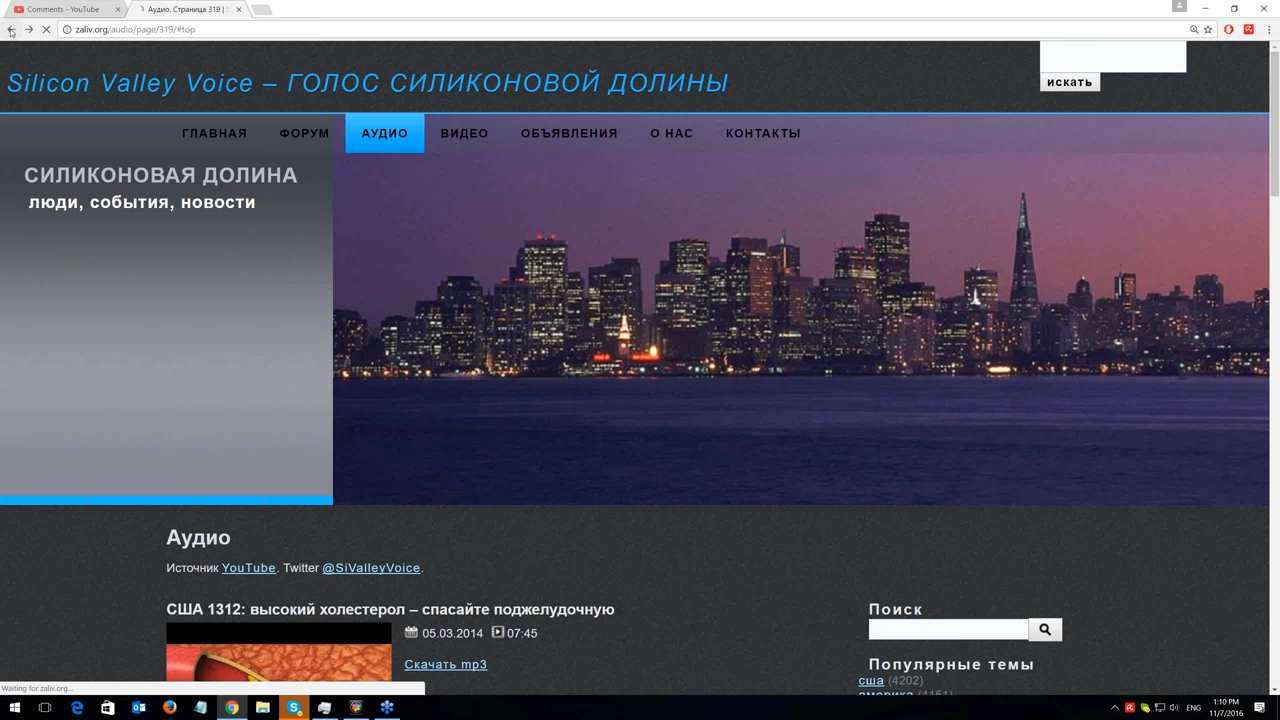 Comments - YouTube
Аудио. Страница 319 | S
zaliv.org/audio/page/319/#top
Silicon Valley Voice – ГОЛОС СИЛИКОНОВОЙ ДОЛИНЫ
искать
ГЛАВНАЯ ФОРУМ АУДИО ВИДЕО ОБЪЯВЛЕНИЯ О НАС КОНТАКТЫ
СИЛИКОНОВАЯ ДОЛИНА
люди, события, новости
Аудио
Источник YouTube. Twitter @SiValleyVoice.
США 1312: высокий холестерол – спасайте поджелудочную
05.03.2014 07:45
Скачать mp3
Поиск
Популярные темы
сша (4202)
америка (4151)
Waiting for zaliv.org...
ENG
1:10 PM
11/7/2016